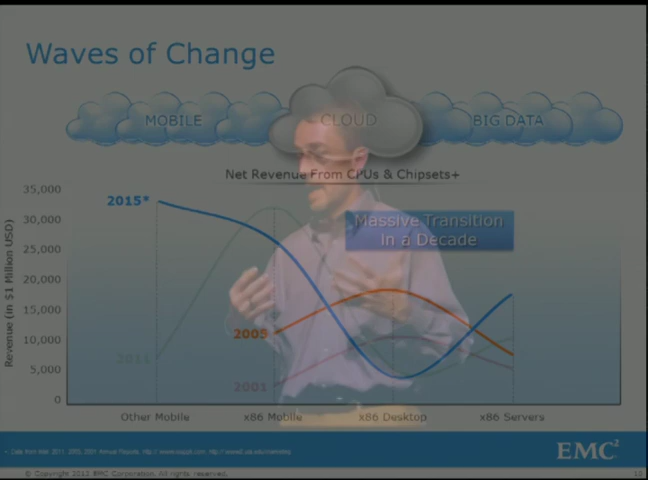 Waves of Change
MOBILE
CLOUD
BIG DATA
Net Revenue From CPUs & Chipsets+
Revenue (in $1 Million USD)
35,000
30,000
25,000
20,000
15,000
10,000
5,000
0
2015*
2011
2005
2001
Massive Transition
in a Decade
Other Mobile
x86 Mobile
x86 Desktop
x86 Servers
EMC²
© Copyright 2012 EMC Corporation. All rights reserved.